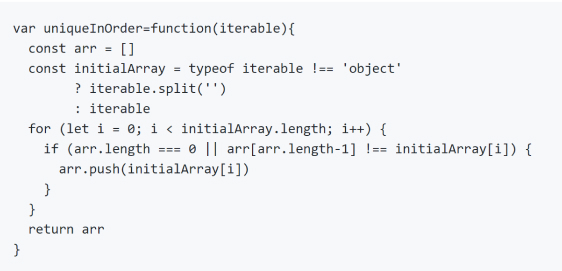 var uniqueInOrder=function(iterable){
  const arr = []
  const initialArray = typeof iterable !== 'object'
        ? iterable.split('')
        : iterable
  for (let i = 0; i < initialArray.length; i++) {
    if (arr.length === 0 || arr[arr.length-1] !== initialArray[i]) {
      arr.push(initialArray[i])
    }
  }
  return arr
}